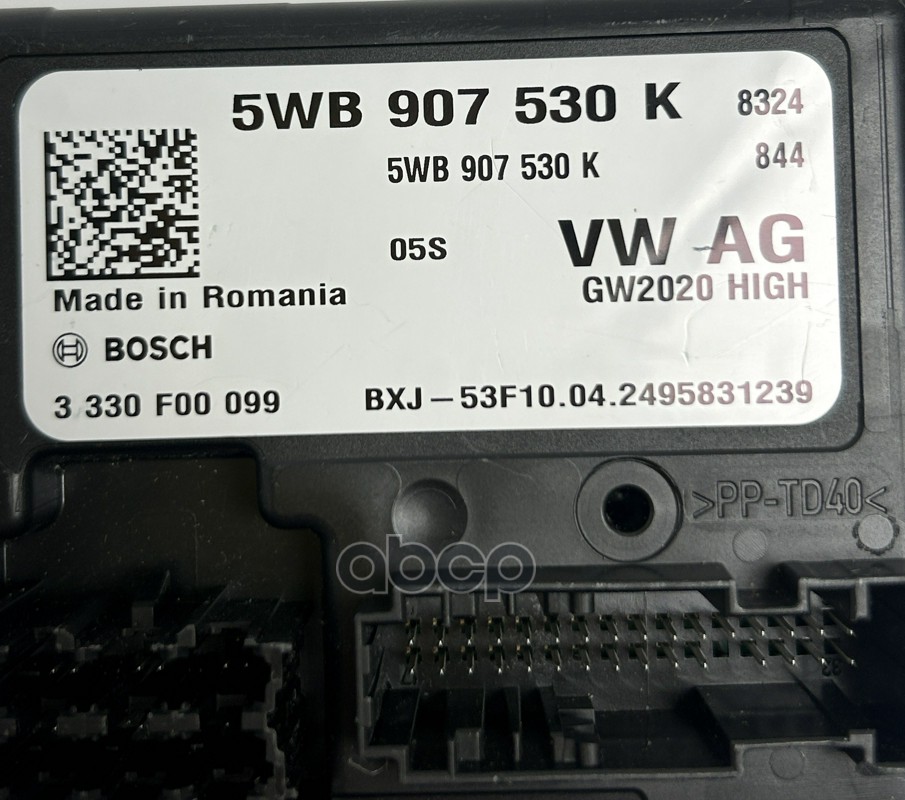 5WB 907 530 K 8324
5WB 907 530 K 844
05S VW AG
GW2020 HIGH
Made in Romania
BOSCH
3 330 F00 099 BXJ-53F10.04.2495831239
>PP-TD40<
abcp
32